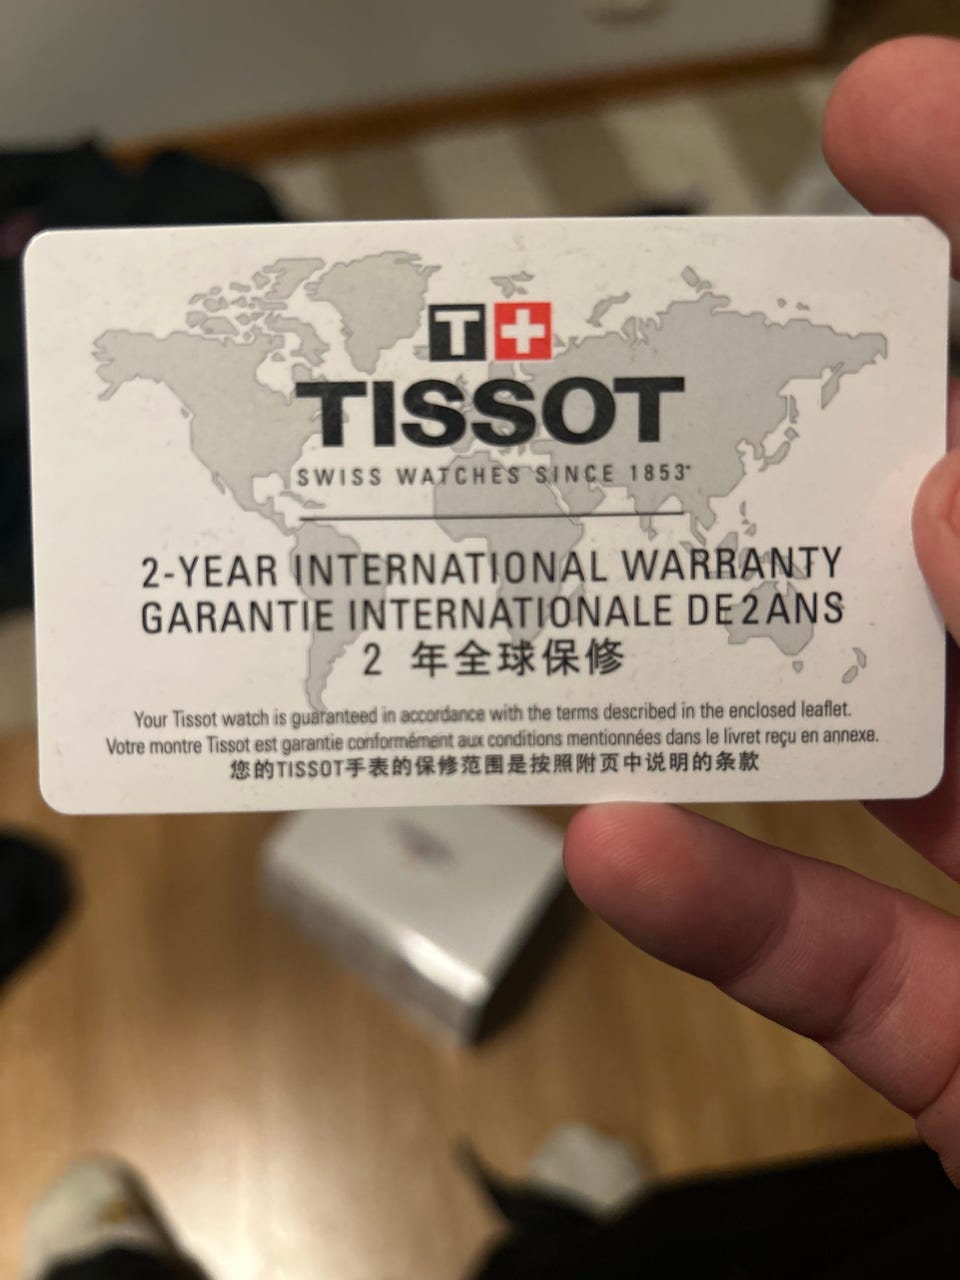 T+
TISSOT
SWISS WATCHES SINCE 1853*
2-YEAR INTERNATIONAL WARRANTY
GARANTIE INTERNATIONALE DE 2 ANS
2 年全球保修
Your Tissot watch is guaranteed in accordance with the terms described in the enclosed leaflet.
Votre montre Tissot est garantie conformément aux conditions mentionnées dans le livret reçu en annexe.
您的TISSOT手表的保修范围是按照附页中说明的条款